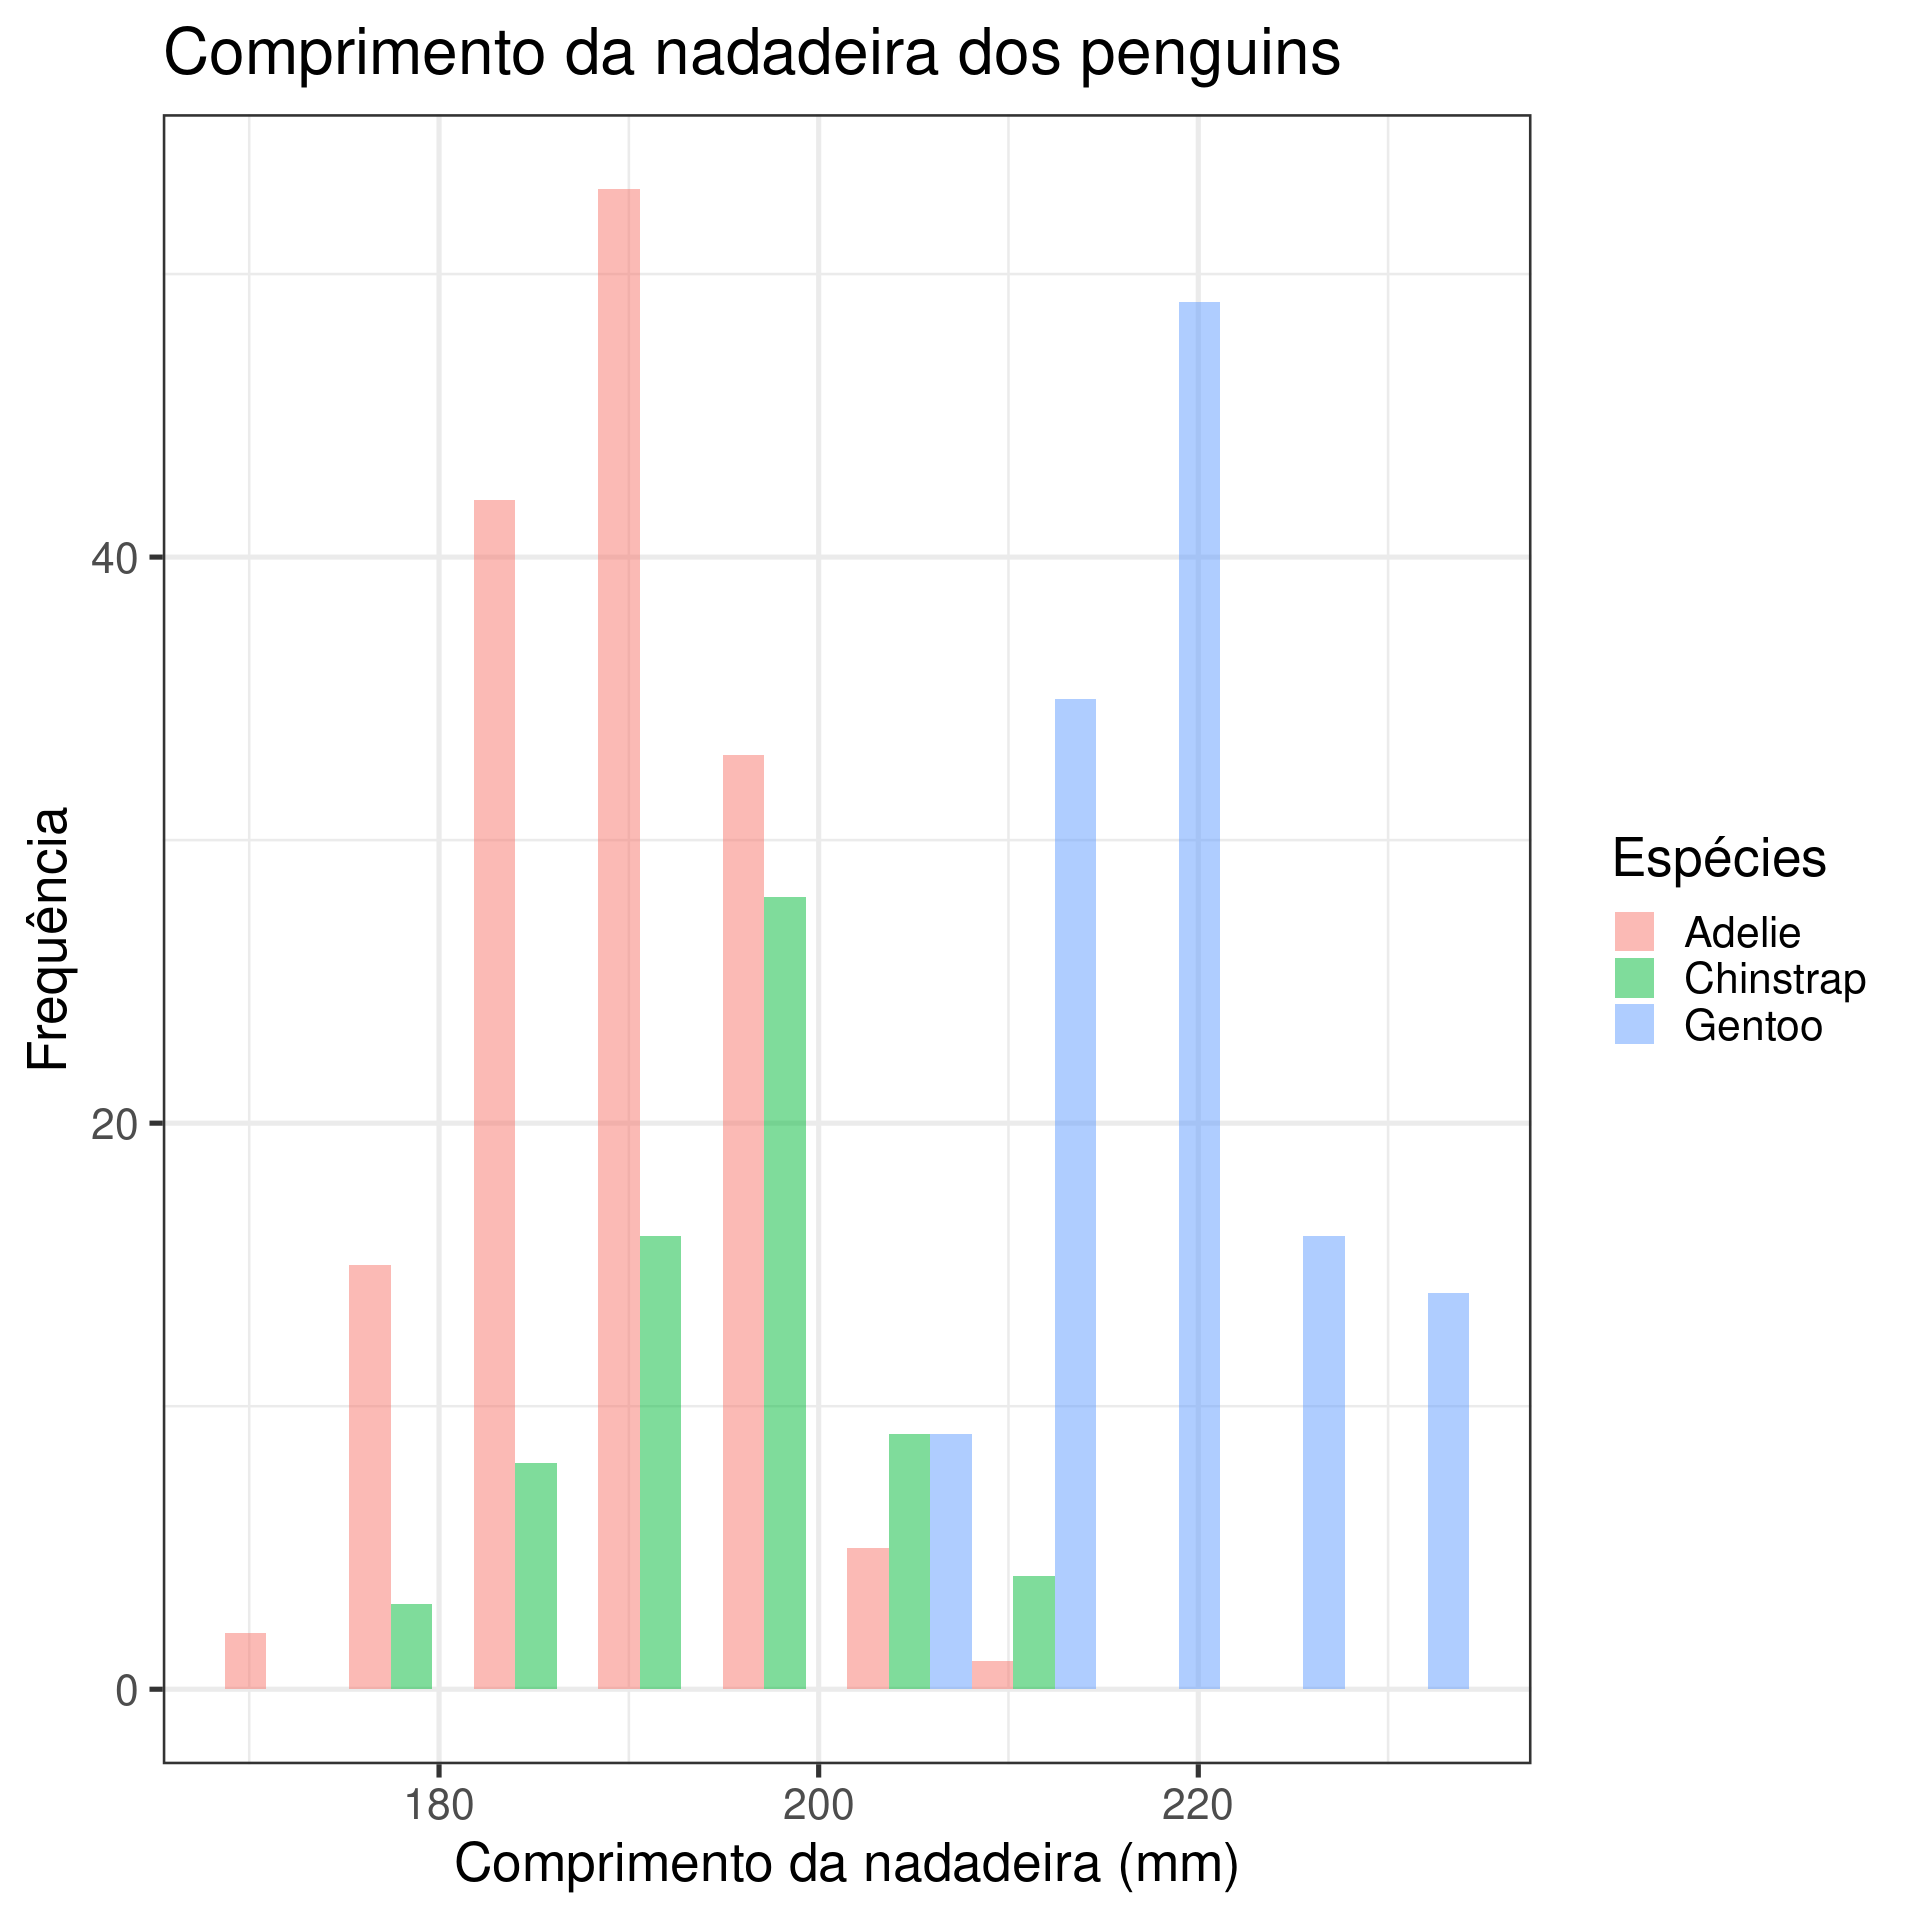 Comprimento da nadadeira dos penguins
Frequência
40
20
0
180
200
220
Comprimento da nadadeira (mm)
Espécies
Adelie
Chinstrap
Gentoo